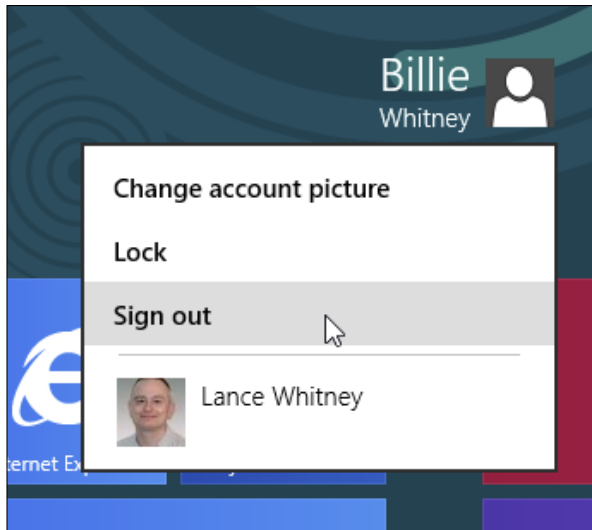 Billie
Whitney
Change account picture
Lock
Sign out
Lance Whitney
ternet Ex